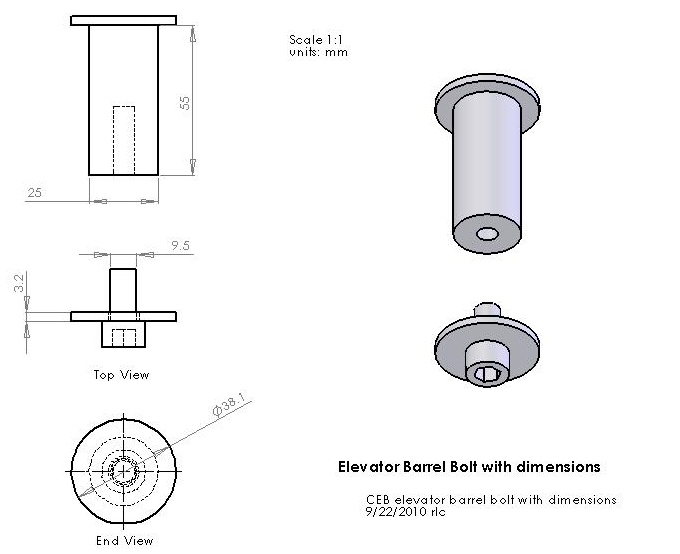 Scale 1:1
units: mm
55
25
9.5
3.2
Top View
Ø38.1
End View
Elevator Barrel Bolt with dimensions
CEB elevator barrel bolt with dimensions
9/22/2010 rlc